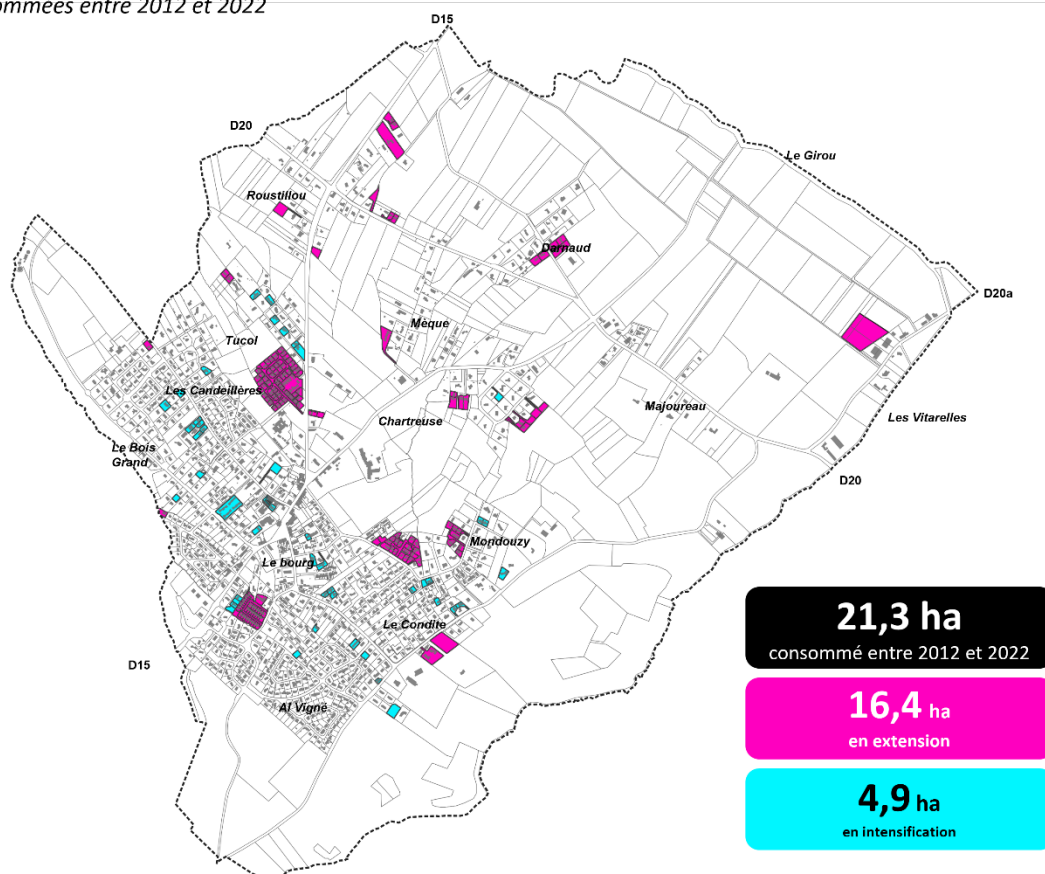 ommées entre 2012 et 2022
D15
D20
Le Girou
Roustillou
Darnaud
D20a
Mèque
Tucol
Les Candeillères
Majoureau
Chartreuse
Les Vitarelles
Le Bois
Grand
D20
Mondouzy
Le bourg
Le Condite
D15
Al Vigné
21,3 ha
consommé entre 2012 et 2022
16,4 ha
en extension
4,9 ha
en intensification